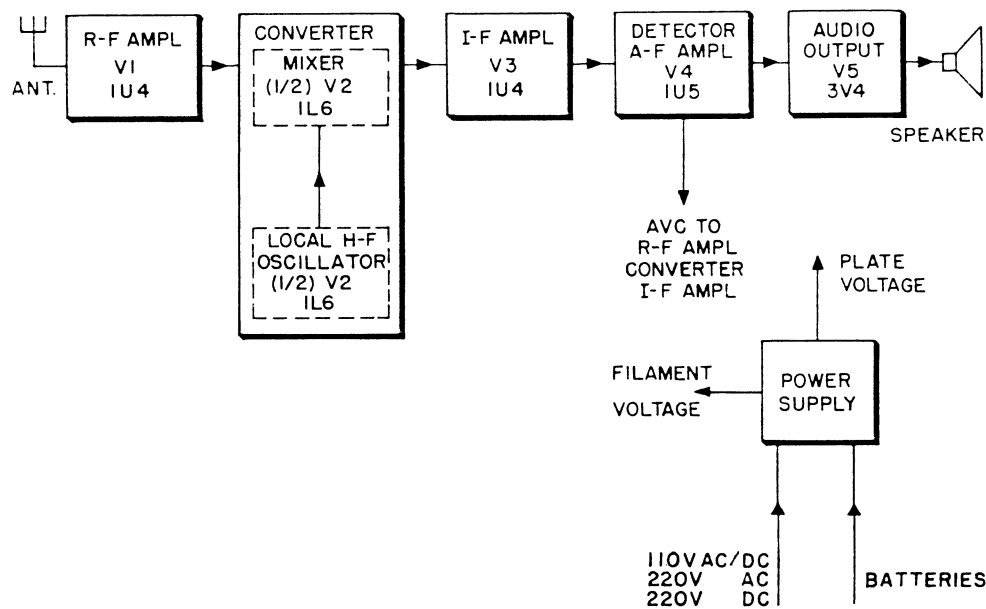 ANT.
R-F AMPL
V1
1U4
CONVERTER
MIXER
(1/2) V2
1L6
LOCAL H-F
OSCILLATOR
(1/2) V2
1L6
I-F AMPL
V3
1U4
DETECTOR
A-F AMPL
V4
1U5
AUDIO
OUTPUT
V5
3V4
SPEAKER
AVC TO
R-F AMPL
CONVERTER
I-F AMPL
PLATE
VOLTAGE
FILAMENT
VOLTAGE
POWER
SUPPLY
110V AC/DC
220V AC
220V DC
BATTERIES